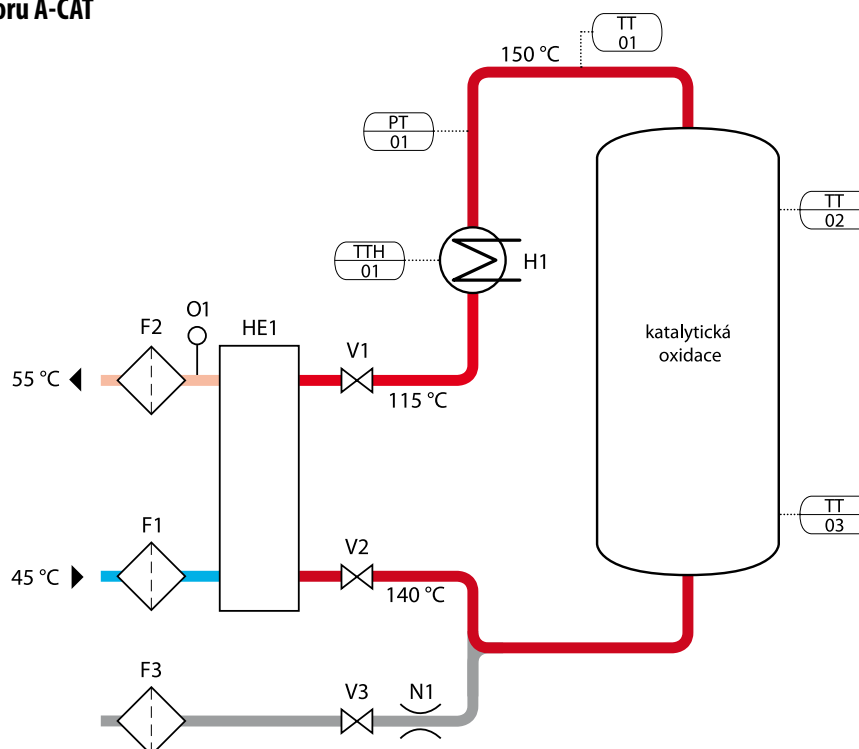 A-CAT
TT
01
150 °C
PT
01
TT
02
TTH
01
H1
katalytická
oxidace
O1
F2
HE1
V1
55 °C
115 °C
TT
03
F1
V2
45 °C
140 °C
F3
V3
N1